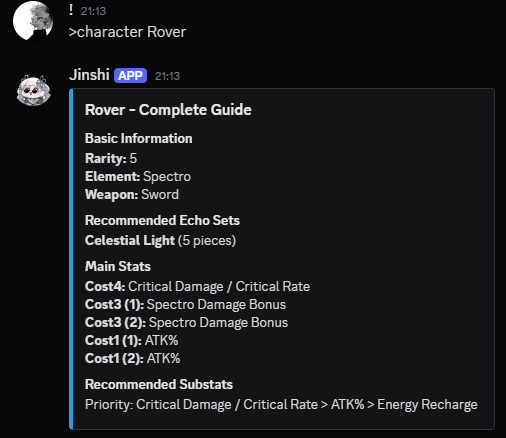 ! 21:13
>character Rover
Jinshi APP 21:13
Rover - Complete Guide
Basic Information
Rarity: 5
Element: Spectro
Weapon: Sword
Recommended Echo Sets
Celestial Light (5 pieces)
Main Stats
Cost4: Critical Damage / Critical Rate
Cost3 (1): Spectro Damage Bonus
Cost3 (2): Spectro Damage Bonus
Cost1 (1): ATK%
Cost1 (2): ATK%
Recommended Substats
Priority: Critical Damage / Critical Rate > ATK% > Energy Recharge